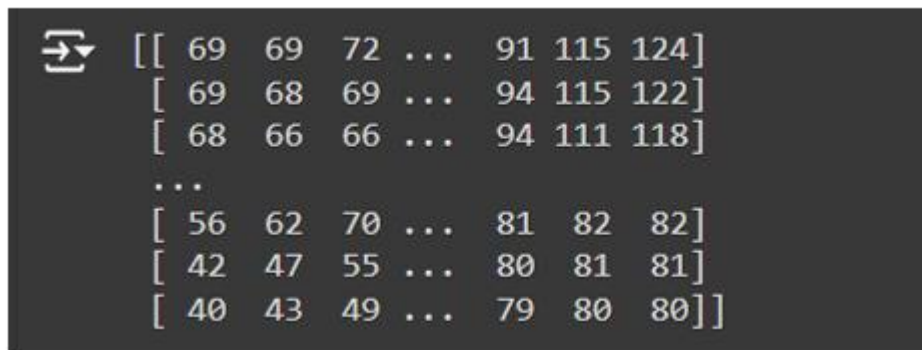 [[ 69  69  72 ...  91 115 124]
 [ 69  68  69 ...  94 115 122]
 [ 68  66  66 ...  94 111 118]
 ...
 [ 56  62  70 ...  81  82  82]
 [ 42  47  55 ...  80  81  81]
 [ 40  43  49 ...  79  80  80]]